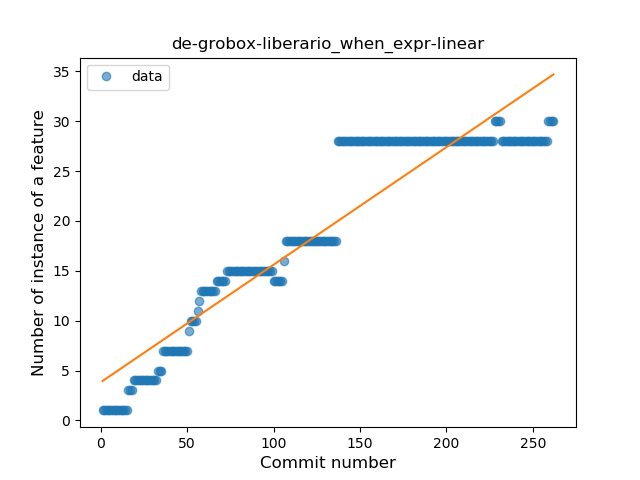 de-grobox-liberario_when_expr-linear
data
Number of instance of a feature
35
30
25
20
15
10
5
0
0 50 100 150 200 250
Commit number